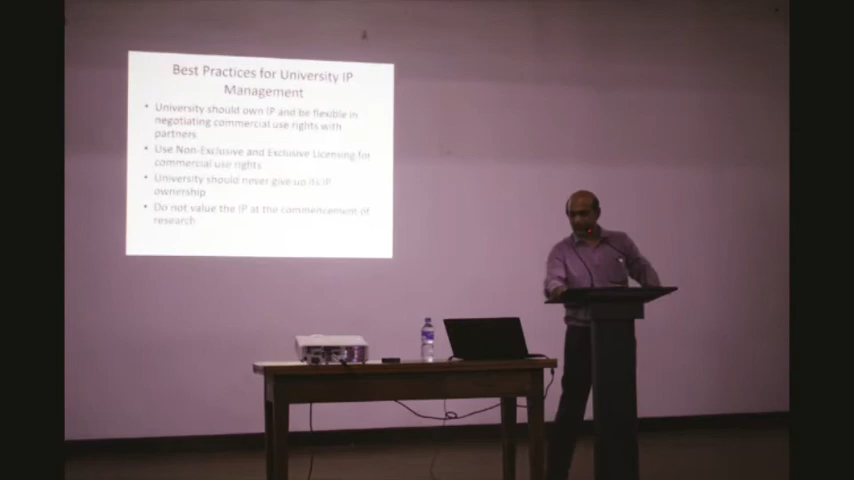 Best Practices for University IP
Management
• University should own IP and be flexible in
negotiating commercial use rights with
partners
• Use Non-Exclusive and Exclusive Licensing for
commercial use rights
• University should never give up its IP
ownership
• Do not value the IP at the commencement of
research